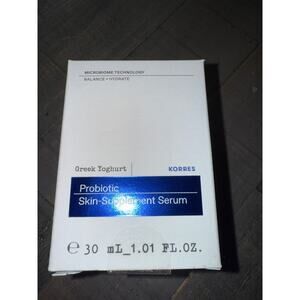 MICROBIOME TECHNOLOGY
BALANCE + HYDRATE
Greek Yoghurt KORRES
Probiotic
Skin-Supplement Serum
℮ 30 mL_1.01 FL.OZ.